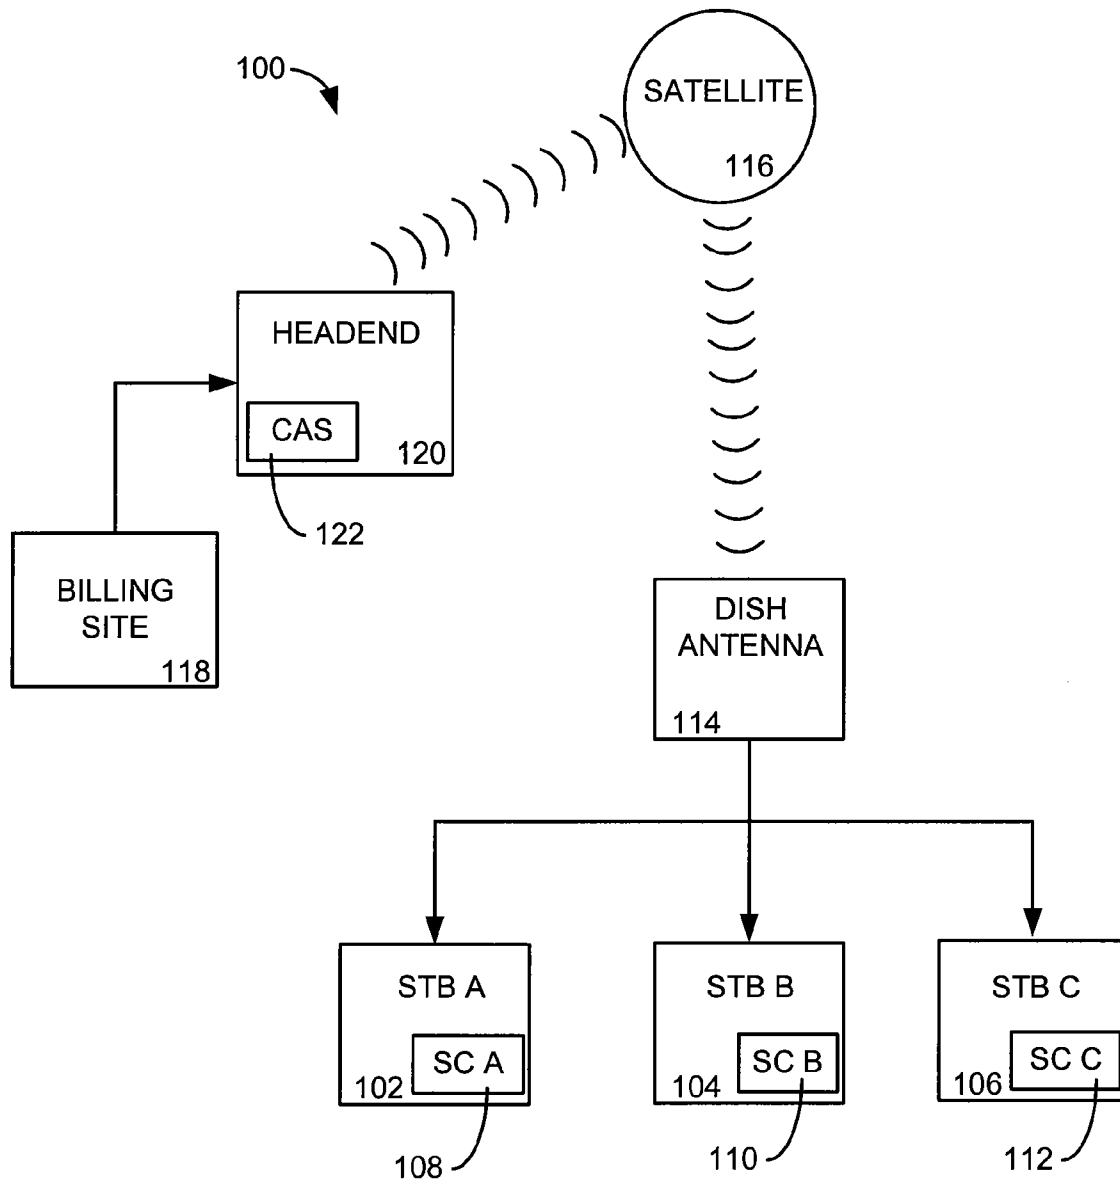 100
SATELLITE
116
HEADEND
CAS
120
122
BILLING
SITE
118
DISH
ANTENNA
114
STB A
SC A
102
108
STB B
SC B
104
110
STB C
SC C
106
112